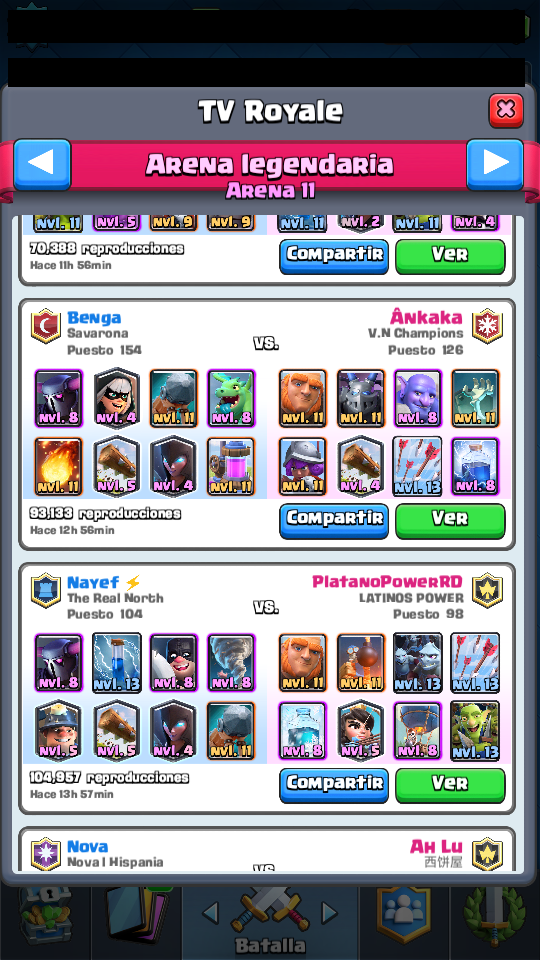 TV Royale
Arena legendaria
Arena 11
Nvl. 11 Nvl. 5 Nvl. 9 Nvl. 9 Nvl. 11 Nvl. 2 Nvl. 11 Nvl. 4
70,388 reproducciones
Hace 11h 56min
Compartir
Ver
Benga
Savarona
Puesto 154
vs.
Ânkaka
V.N Champions
Puesto 126
Nvl. 8 Nvl. 4 Nvl. 11 Nvl. 8 Nvl. 11 Nvl. 11 Nvl. 8 Nvl. 11
Nvl. 11 Nvl. 5 Nvl. 4 Nvl. 11 Nvl. 11 Nvl. 4 Nvl. 13 Nvl. 8
93,133 reproducciones
Hace 12h 56min
Compartir
Ver
Nayef ⚡
The Real North
Puesto 104
vs.
PlatanoPowerRD
LATINOS POWER
Puesto 98
Nvl. 8 Nvl. 13 Nvl. 8 Nvl. 8 Nvl. 11 Nvl. 11 Nvl. 13 Nvl. 13
Nvl. 5 Nvl. 5 Nvl. 4 Nvl. 11 Nvl. 8 Nvl. 5 Nvl. 8 Nvl. 13
104,957 reproducciones
Hace 13h 57min
Compartir
Ver
Nova
Nova l Hispania
vs
Ah Lu
西饼屋
Batalla